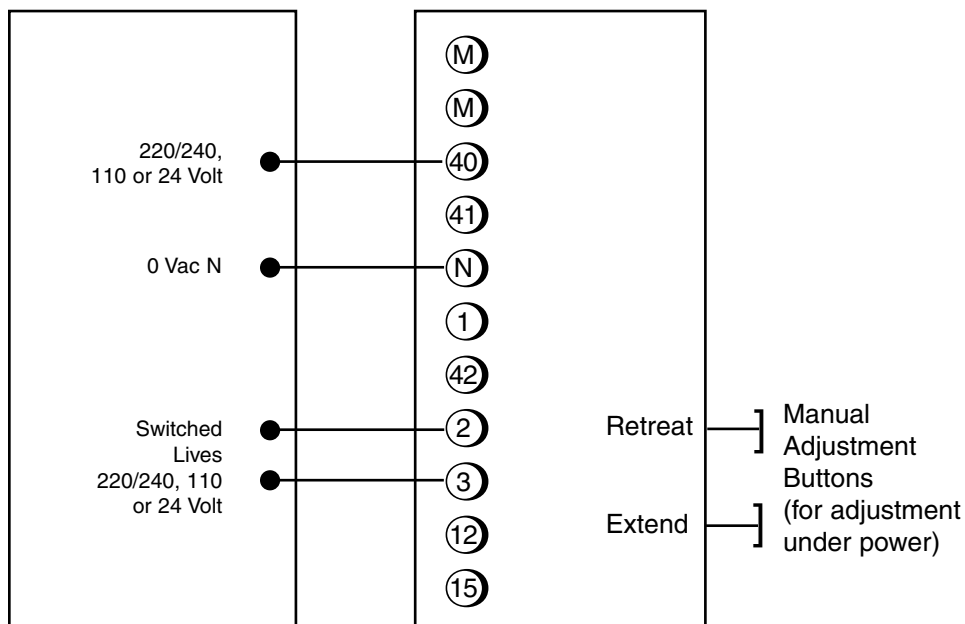 M
M
220/240,
110 or 24 Volt
40
41
0 Vac N
N
1
42
Switched
Lives
220/240, 110
or 24 Volt
2
3
12
15
Retreat
Extend
Manual
Adjustment
Buttons
(for adjustment
under power)